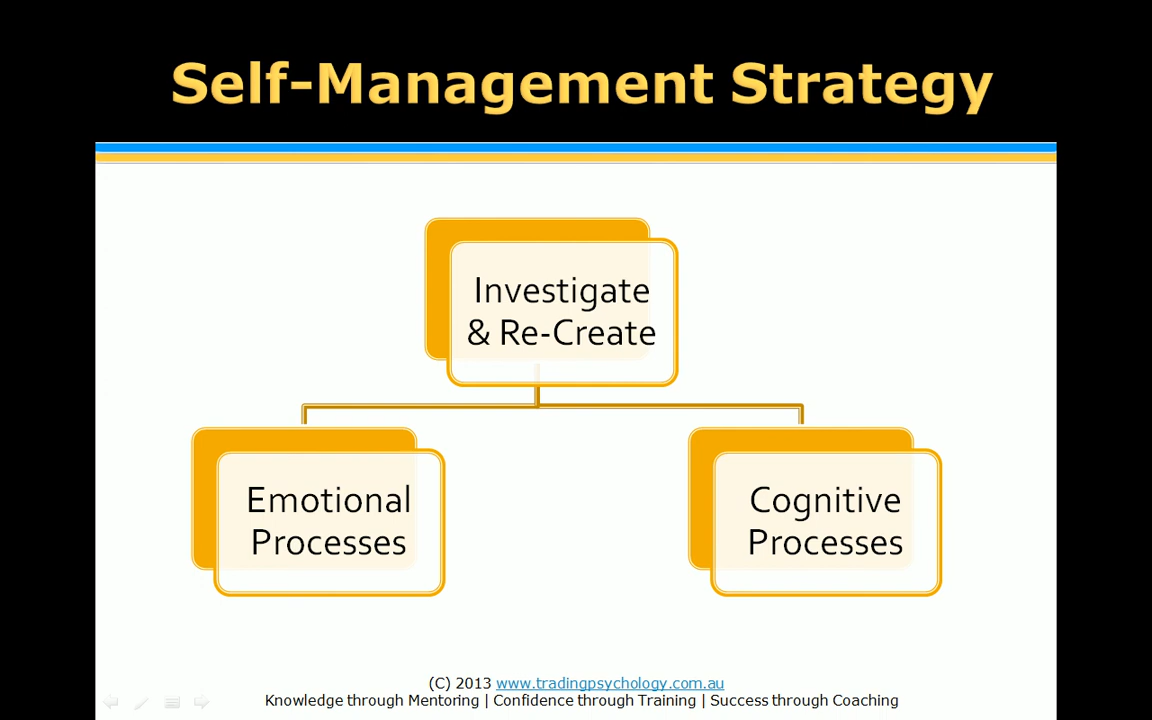 Self-Management Strategy
Investigate
& Re-Create
Emotional
Processes
Cognitive
Processes
(C) 2013 www.tradingpsychology.com.au
Knowledge through Mentoring | Confidence through Training | Success through Coaching